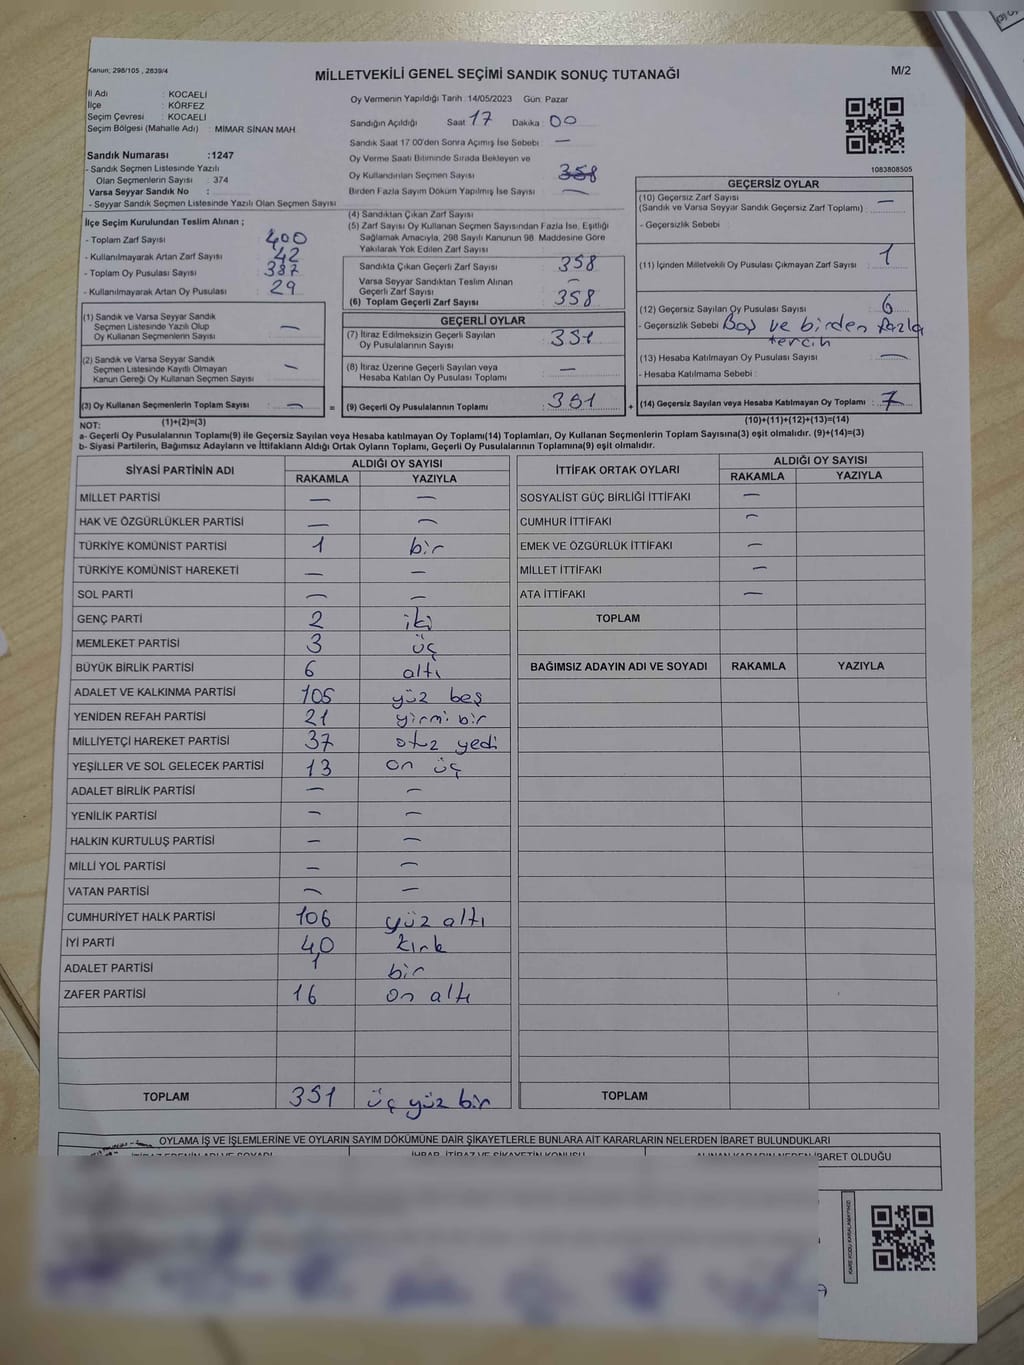 Kanun; 298/105 , 2839/4
MİLLETVEKİLİ GENEL SEÇİMİ SANDIK SONUÇ TUTANAĞI
M/2
İl Adı : KOCAELİ
İlçe : KÖRFEZ
Seçim Çevresi : KOCAELİ
Seçim Bölgesi (Mahalle Adı) : MİMAR SİNAN MAH
Sandık Numarası :1247
- Sandık Seçmen Listesinde Yazılı
Olan Seçmenlerin Sayısı : 374
Varsa Seyyar Sandık No :
- Seyyar Sandık Seçmen Listesinde Yazılı Olan Seçmen Sayısı
Oy Vermenin Yapıldığı Tarih :14/05/2023 Gün: Pazar
Sandığın Açıldığı Saat : 17 Dakika : 00
Sandık Saat 17 00'den Sonra Açımış İse Sebebi : —
Oy Verme Saati Bitiminde Sırada Bekleyen ve
Oy Kullandırılan Seçmen Sayısı : 358
Birden Fazla Sayım Döküm Yapılmış İse Sayısı : —
1083808505
İlçe Seçim Kurulundan Teslim Alınan ;
- Toplam Zarf Sayısı : 400
- Kullanılmayarak Artan Zarf Sayısı : 42
- Toplam Oy Pusulası Sayısı : 387
- Kullanılmayarak Artan Oy Pusulası : 29
(1) Sandık ve Varsa Seyyar Sandık
Seçmen Listesinde Yazılı Olup
Oy Kullanan Seçmenlerin Sayısı : —
(2) Sandık ve Varsa Seyyar Sandık
Seçmen Listesinde Kayıtlı Olmayan
Kanun Gereği Oy Kullanan Seçmen Sayısı : —
(3) Oy Kullanan Seçmenlerin Toplam Sayısı : — =
(1)+(2)=(3)
(4) Sandıktan Çıkan Zarf Sayısı :
(5) Zarf Sayısı Oy Kullanan Seçmen Sayısından Fazla İse, Eşitliği
Sağlamak Amacıyla, 298 Sayılı Kanunun 98. Maddesine Göre
Yakılarak Yok Edilen Zarf Sayısı :
Sandıkta Çıkan Geçerli Zarf Sayısı : 358
Varsa Seyyar Sandıktan Teslim Alınan
Geçerli Zarf Sayısı : —
(6) Toplam Geçerli Zarf Sayısı : 358
GEÇERLİ OYLAR
(7) İtiraz Edilmeksizin Geçerli Sayılan
Oy Pusulalarının Sayısı : 351
(8) İtiraz Üzerine Geçerli Sayılan veya
Hesaba Katılan Oy Pusulası Toplamı : —
(9) Geçerli Oy Pusulalarının Toplamı : 351 +
GEÇERSİZ OYLAR
(10) Geçersiz Zarf Sayısı
(Sandık ve Varsa Seyyar Sandık Geçersiz Zarf Toplamı) : —
- Geçersizlik Sebebi :
(11) İçinden Milletvekili Oy Pusulası Çıkmayan Zarf Sayısı : 1
(12) Geçersiz Sayılan Oy Pusulası Sayısı : 6
- Geçersizlik Sebebi Boş ve birden fazla
tercih
(13) Hesaba Katılmayan Oy Pusulası Sayısı : —
- Hesaba Katılmama Sebebi :
(14) Geçersiz Sayılan veya Hesaba Katılmayan Oy Toplamı : 7
(10)+(11)+(12)+(13)=(14)
NOT:
a- Geçerli Oy Pusulalarının Toplamı(9) ile Geçersiz Sayılan veya Hesaba katılmayan Oy Toplamı(14) Toplamları, Oy Kullanan Seçmenlerin Toplam Sayısına(3) eşit olmalıdır. (9)+(14)=(3)
b- Siyasi Partilerin, Bağımsız Adayların ve İttifakların Aldığı Ortak Oyların Toplamı, Geçerli Oy Pusulalarının Toplamına(9) eşit olmalıdır.
SİYASİ PARTİNİN ADI ALDIĞI OY SAYISI
RAKAMLA YAZIYLA
MİLLET PARTİSİ — —
HAK VE ÖZGÜRLÜKLER PARTİSİ — —
TÜRKİYE KOMÜNİST PARTİSİ 1 bir
TÜRKİYE KOMÜNİST HAREKETİ — —
SOL PARTİ — —
GENÇ PARTİ 2 iki
MEMLEKET PARTİSİ 3 üç
BÜYÜK BİRLİK PARTİSİ 6 altı
ADALET VE KALKINMA PARTİSİ 105 yüz beş
YENİDEN REFAH PARTİSİ 21 yirmi bir
MİLLİYETÇİ HAREKET PARTİSİ 37 otuz yedi
YEŞİLLER VE SOL GELECEK PARTİSİ 13 on üç
ADALET BİRLİK PARTİSİ — —
YENİLİK PARTİSİ — —
HALKIN KURTULUŞ PARTİSİ — —
MİLLİ YOL PARTİSİ — —
VATAN PARTİSİ — —
CUMHURİYET HALK PARTİSİ 106 yüz altı
İYİ PARTİ 40 kırk
ADALET PARTİSİ 1 bir
ZAFER PARTİSİ 16 on altı
TOPLAM 351 üç yüz bir
İTTİFAK ORTAK OYLARI ALDIĞI OY SAYISI
RAKAMLA YAZIYLA
SOSYALİST GÜÇ BİRLİĞİ İTTİFAKI —
CUMHUR İTTİFAKI —
EMEK VE ÖZGÜRLÜK İTTİFAKI —
MİLLET İTTİFAKI —
ATA İTTİFAKI —
TOPLAM
BAĞIMSIZ ADAYIN ADI VE SOYADI RAKAMLA YAZIYLA
TOPLAM
OYLAMA İŞ VE İŞLEMLERİNE VE OYLARIN SAYIM DÖKÜMÜNE DAİR ŞİKAYETLERLE BUNLARA AİT KARARLARIN NELERDEN İBARET BULUNDUKLARI
İTİRAZ EDENİN ADI VE SOYADI İHBAR, İTİRAZ VE ŞİKAYETİN KONUSU ALINAN KARARIN NEDEN İBARET OLDUĞU
KARE KODU KARALAMAYINIZ!